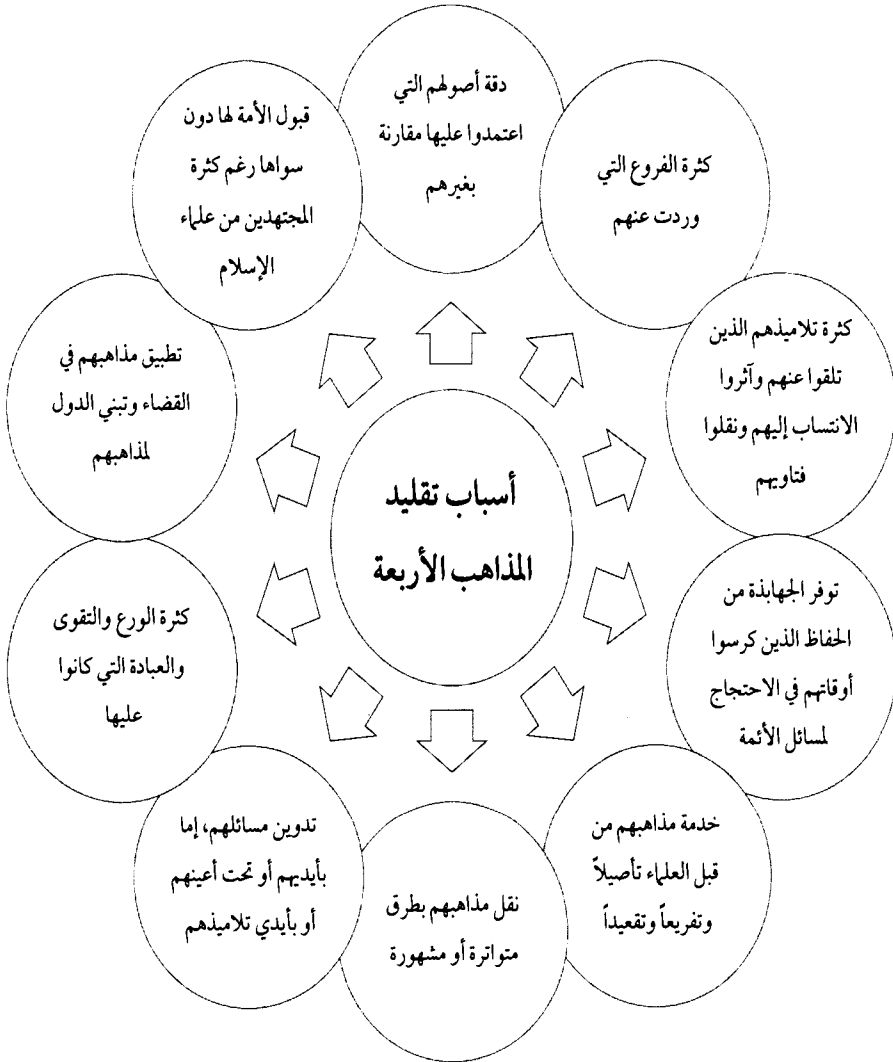 أسباب تقليد
المذاهب الأربعة
دقة أصولهم التي
اعتمدوا عليها مقارنة
بغيرهم
كثرة الفروع التي
وردت عنهم
كثرة تلاميذهم الذين
تلقوا عنهم وآثروا
الانتساب إليهم ونقلوا
فتاويهم
توفر الجهابذة من
الحفاظ الذين كرسوا
أوقاتهم في الاحتجاج
لمسائل الأئمة
خدمة مذاهبهم من
قبل العلماء تأصيلاً
وتفريعاً وتقعيداً
نقل مذاهبهم بطرق
متواترة أو مشهورة
تدوين مسائلهم، إما
بأيديهم أو تحت أعينهم
أو بأيدي تلاميذهم
كثرة الورع والتقوى
والعبادة التي كانوا
عليها
تطبيق مذاهبهم في
القضاء وتبني الدول
لمذاهبهم
قبول الأمة لها دون
سواها رغم كثرة
المجتهدين من علماء
الإسلام